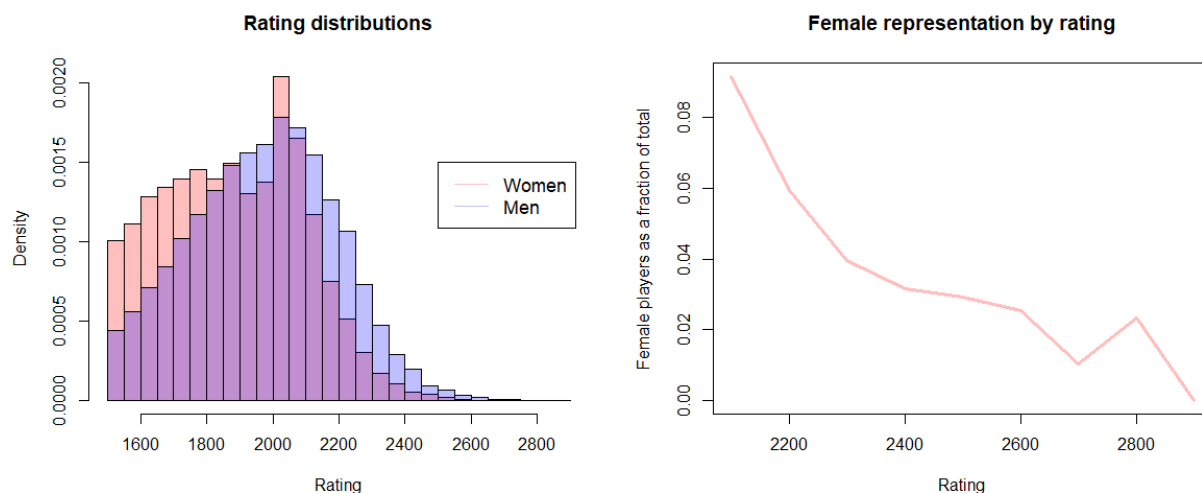 Rating distributions
Density
0.0000
0.0005
0.0010
0.0015
0.0020
Women
Men
1600 1800 2000 2200 2400 2600 2800
Rating
Female representation by rating
Female players as a fraction of total
0.00
0.02
0.04
0.06
0.08
2200 2400 2600 2800
Rating